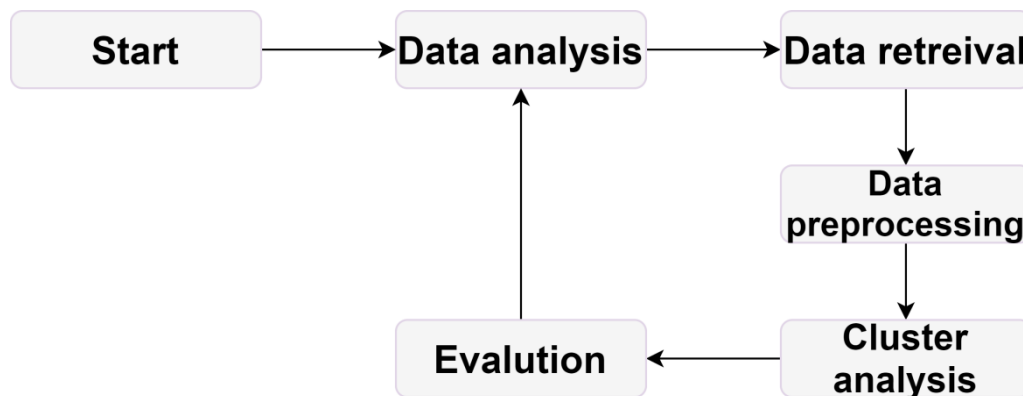 Start
Data analysis
Data retreival
Data
preprocessing
Cluster
analysis
Evalution